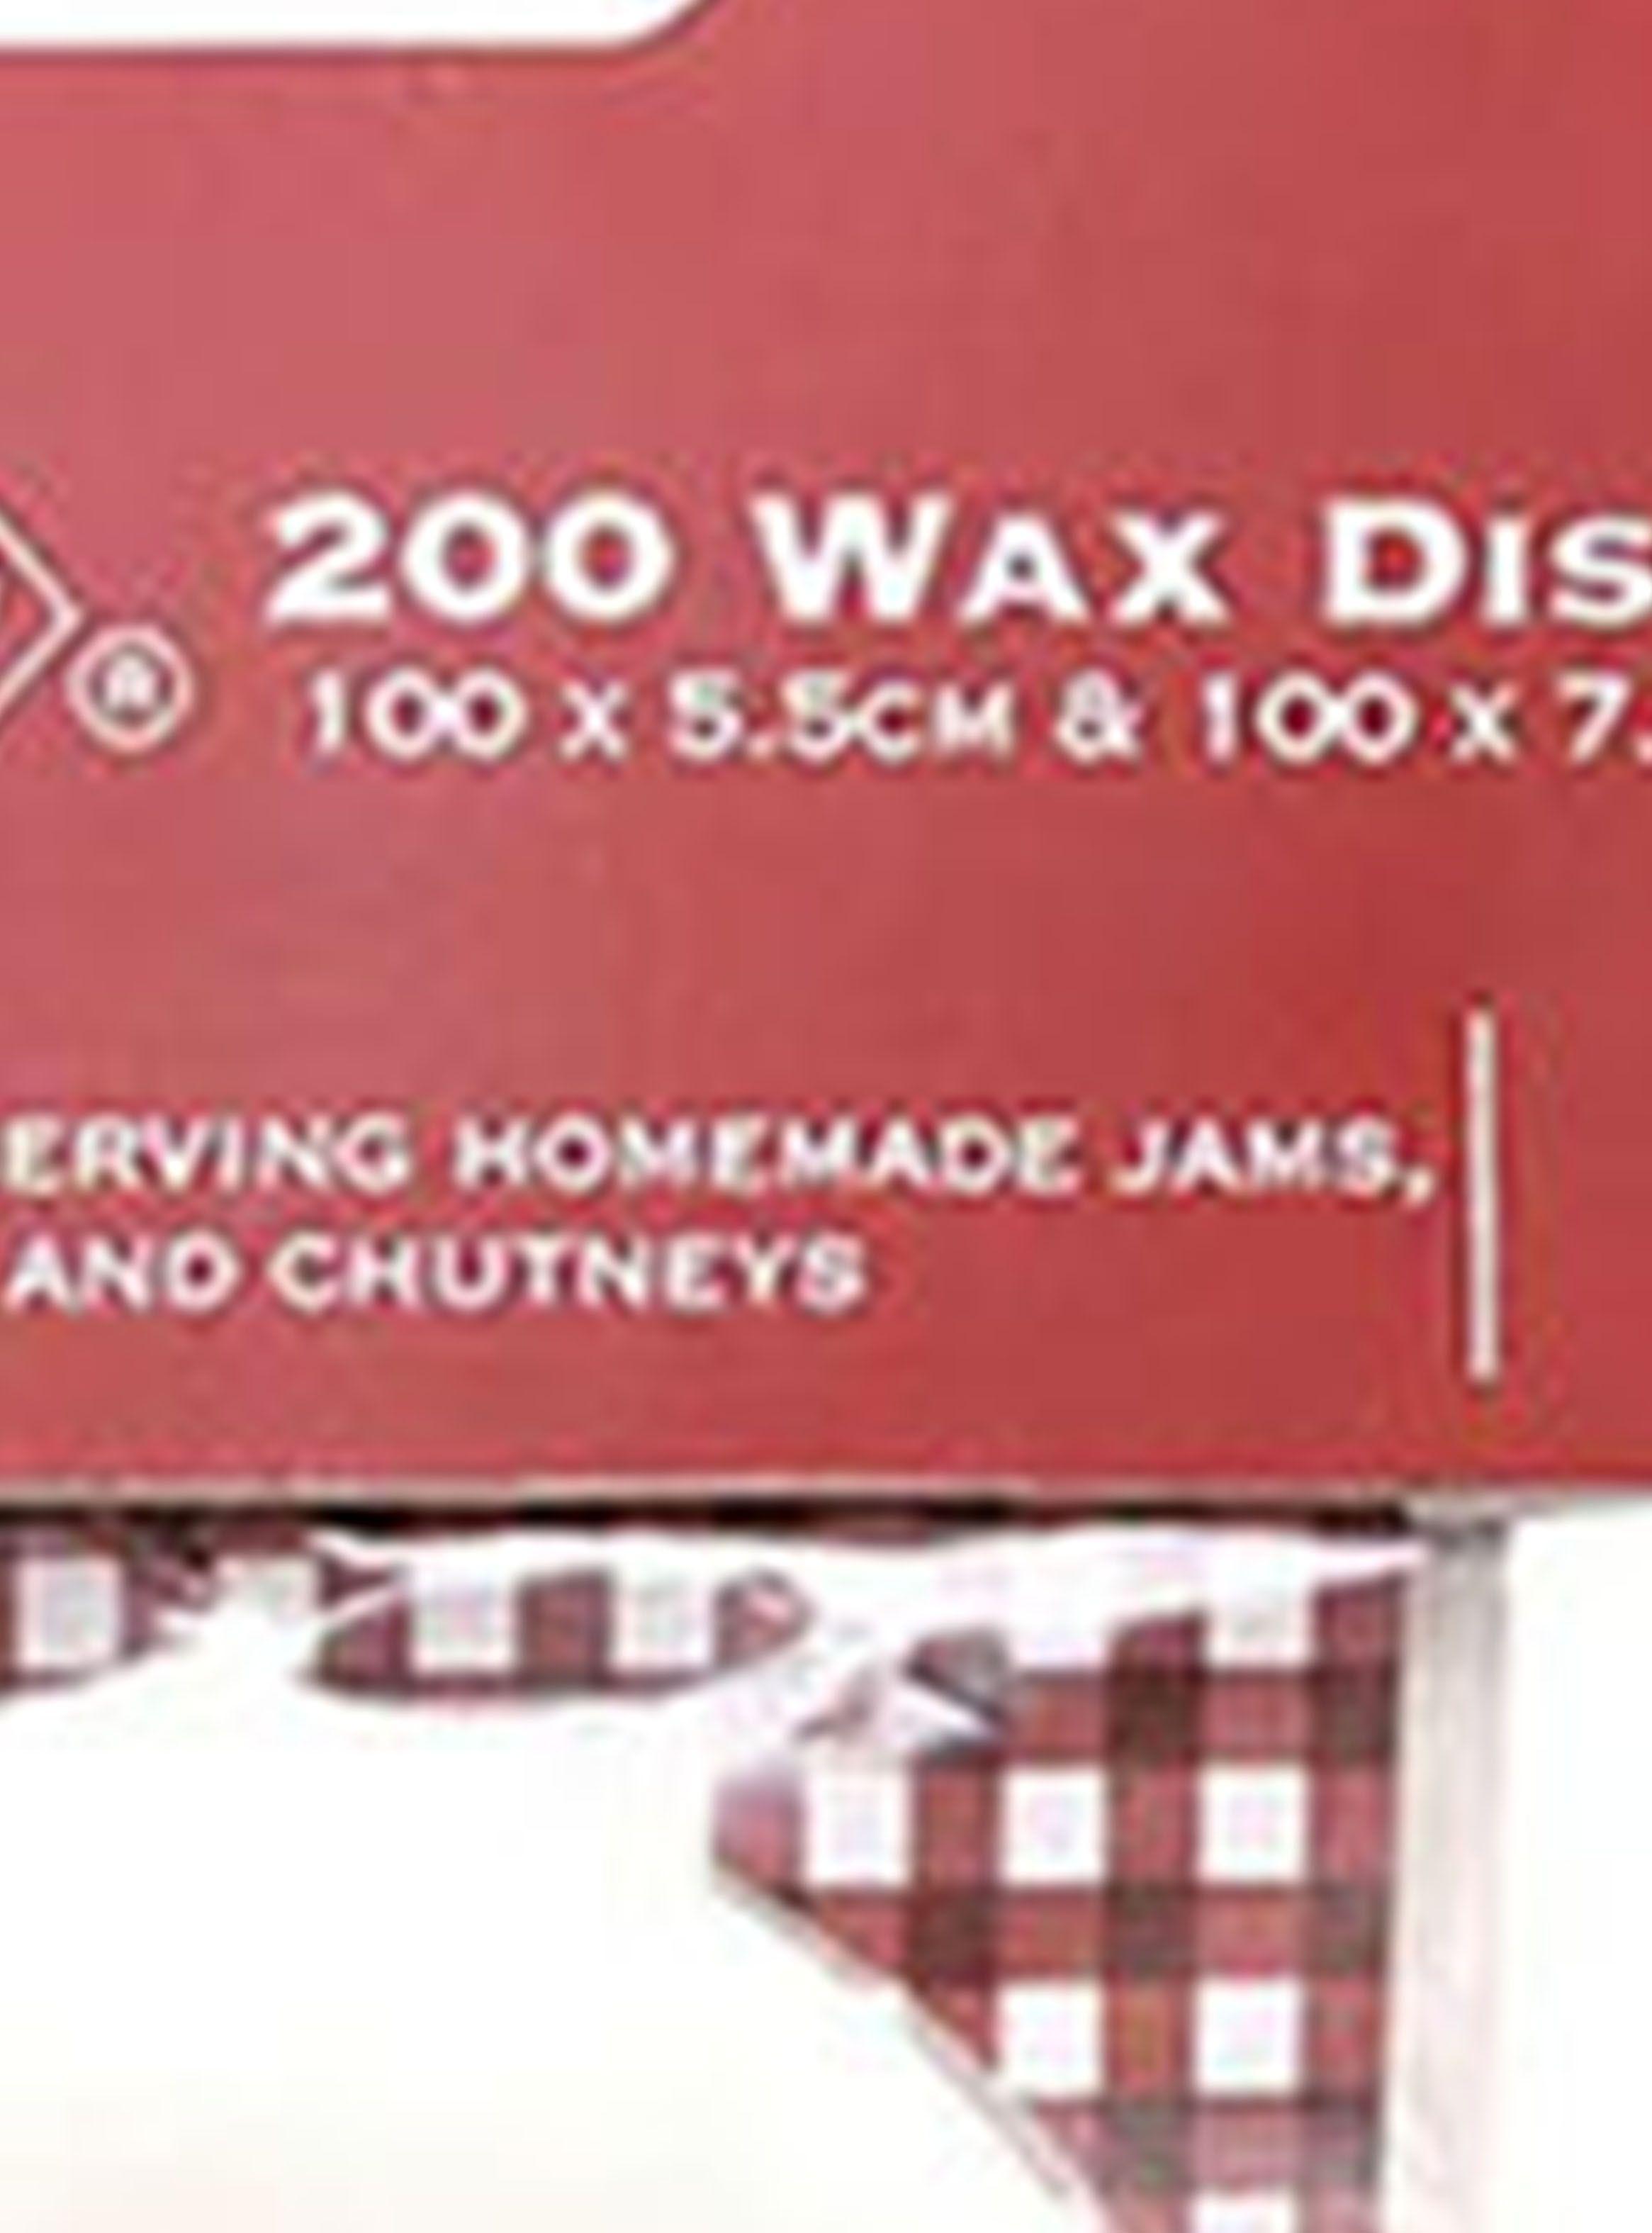 200 WAX DIS
® 100 X 5.5CM & 100 X 7.
ERVING HOMEMADE JAMS,
AND CHUTNEYS